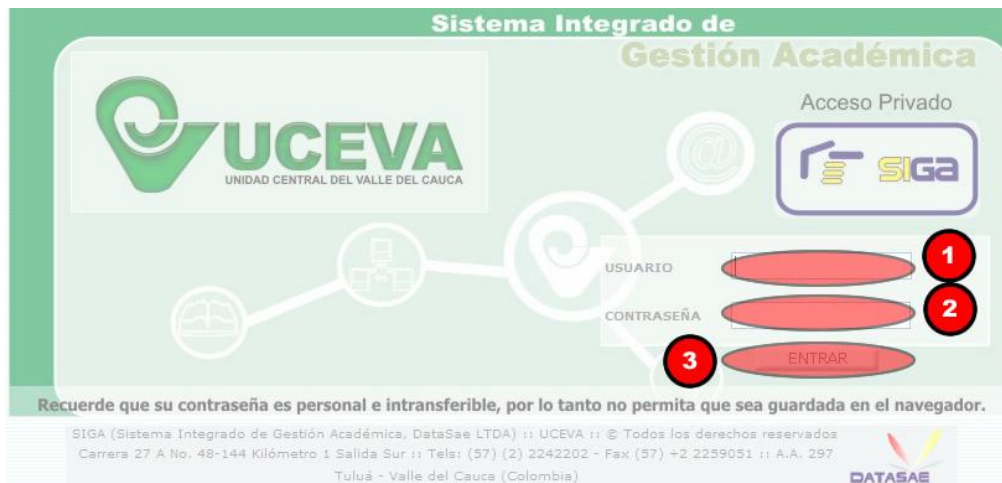 Sistema Integrado de
Gestión Académica
Acceso Privado
UCEVA
UNIDAD CENTRAL DEL VALLE DEL CAUCA
SIGa
@
USUARIO
1
CONTRASEÑA
2
3
ENTRAR
Recuerde que su contraseña es personal e intransferible, por lo tanto no permita que sea guardada en el navegador.
SIGA (Sistema Integrado de Gestión Académica, DataSae LTDA) :: UCEVA :: © Todos los derechos reservados
Carrera 27 A No. 48-144 Kilómetro 1 Salida Sur :: Tels: (57) (2) 2242202 - Fax (57) +2 2259051 :: A.A. 297
Tuluá - Valle del Cauca (Colombia)
DATASAE